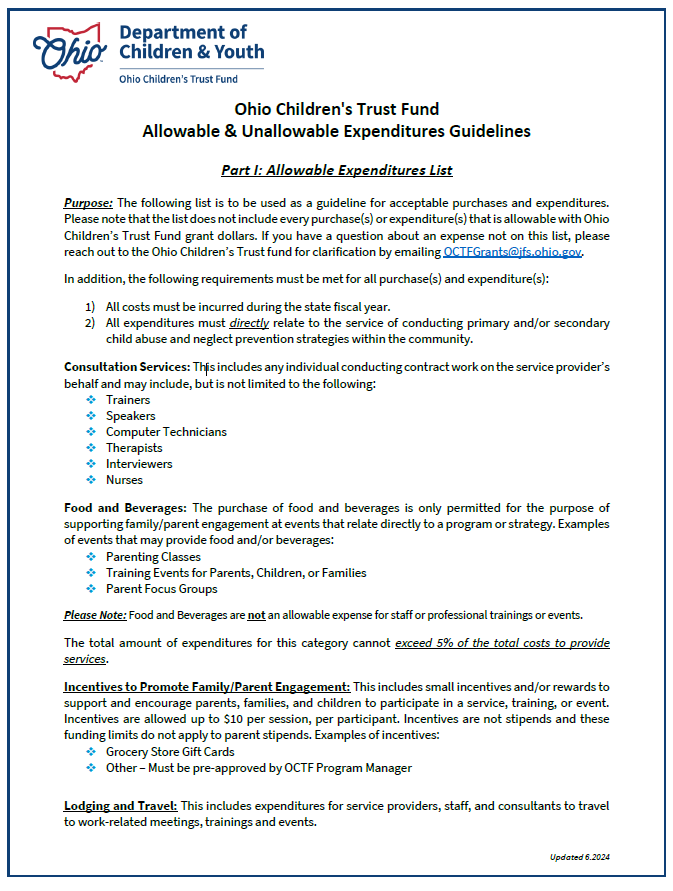 Ohio
Department of
Children & Youth
Ohio Children's Trust Fund
Ohio Children's Trust Fund
Allowable & Unallowable Expenditures Guidelines
Part I: Allowable Expenditures List
Purpose: The following list is to be used as a guideline for acceptable purchases and expenditures.
Please note that the list does not include every purchase(s) or expenditure(s) that is allowable with Ohio
Children's Trust Fund grant dollars. If you have a question about an expense not on this list, please
reach out to the Ohio Children's Trust fund for clarification by emailing OCTFGrants@jfs.ohio.gov.
In addition, the following requirements must be met for all purchase(s) and expenditure(s):
1) All costs must be incurred during the state fiscal year.
2) All expenditures must directly relate to the service of conducting primary and/or secondary
child abuse and neglect prevention strategies within the community.
Consultation Services: This includes any individual conducting contract work on the service provider's
behalf and may include, but is not limited to the following:
❖ Trainers
❖ Speakers
❖ Computer Technicians
❖ Therapists
❖ Interviewers
❖ Nurses
Food and Beverages: The purchase of food and beverages is only permitted for the purpose of
supporting family/parent engagement at events that relate directly to a program or strategy. Examples
of events that may provide food and/or beverages:
❖ Parenting Classes
❖ Training Events for Parents, Children, or Families
❖ Parent Focus Groups
Please Note: Food and Beverages are not an allowable expense for staff or professional trainings or events.
The total amount of expenditures for this category cannot exceed 5% of the total costs to provide
services.
Incentives to Promote Family/Parent Engagement: This includes small incentives and/or rewards to
support and encourage parents, families, and children to participate in a service, training, or event.
Incentives are allowed up to $10 per session, per participant. Incentives are not stipends and these
funding limits do not apply to parent stipends. Examples of incentives:
❖ Grocery Store Gift Cards
❖ Other – Must be pre-approved by OCTF Program Manager
Lodging and Travel: This includes expenditures for service providers, staff, and consultants to travel
to work-related meetings, trainings and events.
Updated 6.2024